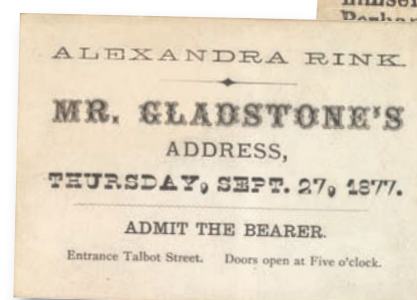 ALEXANDRA RINK.
MR. GLADSTONE'S
ADDRESS,
THURSDAY, SEPT. 27, 1877.
ADMIT THE BEARER.
Entrance Talbot Street. Doors open at Five o'clock.